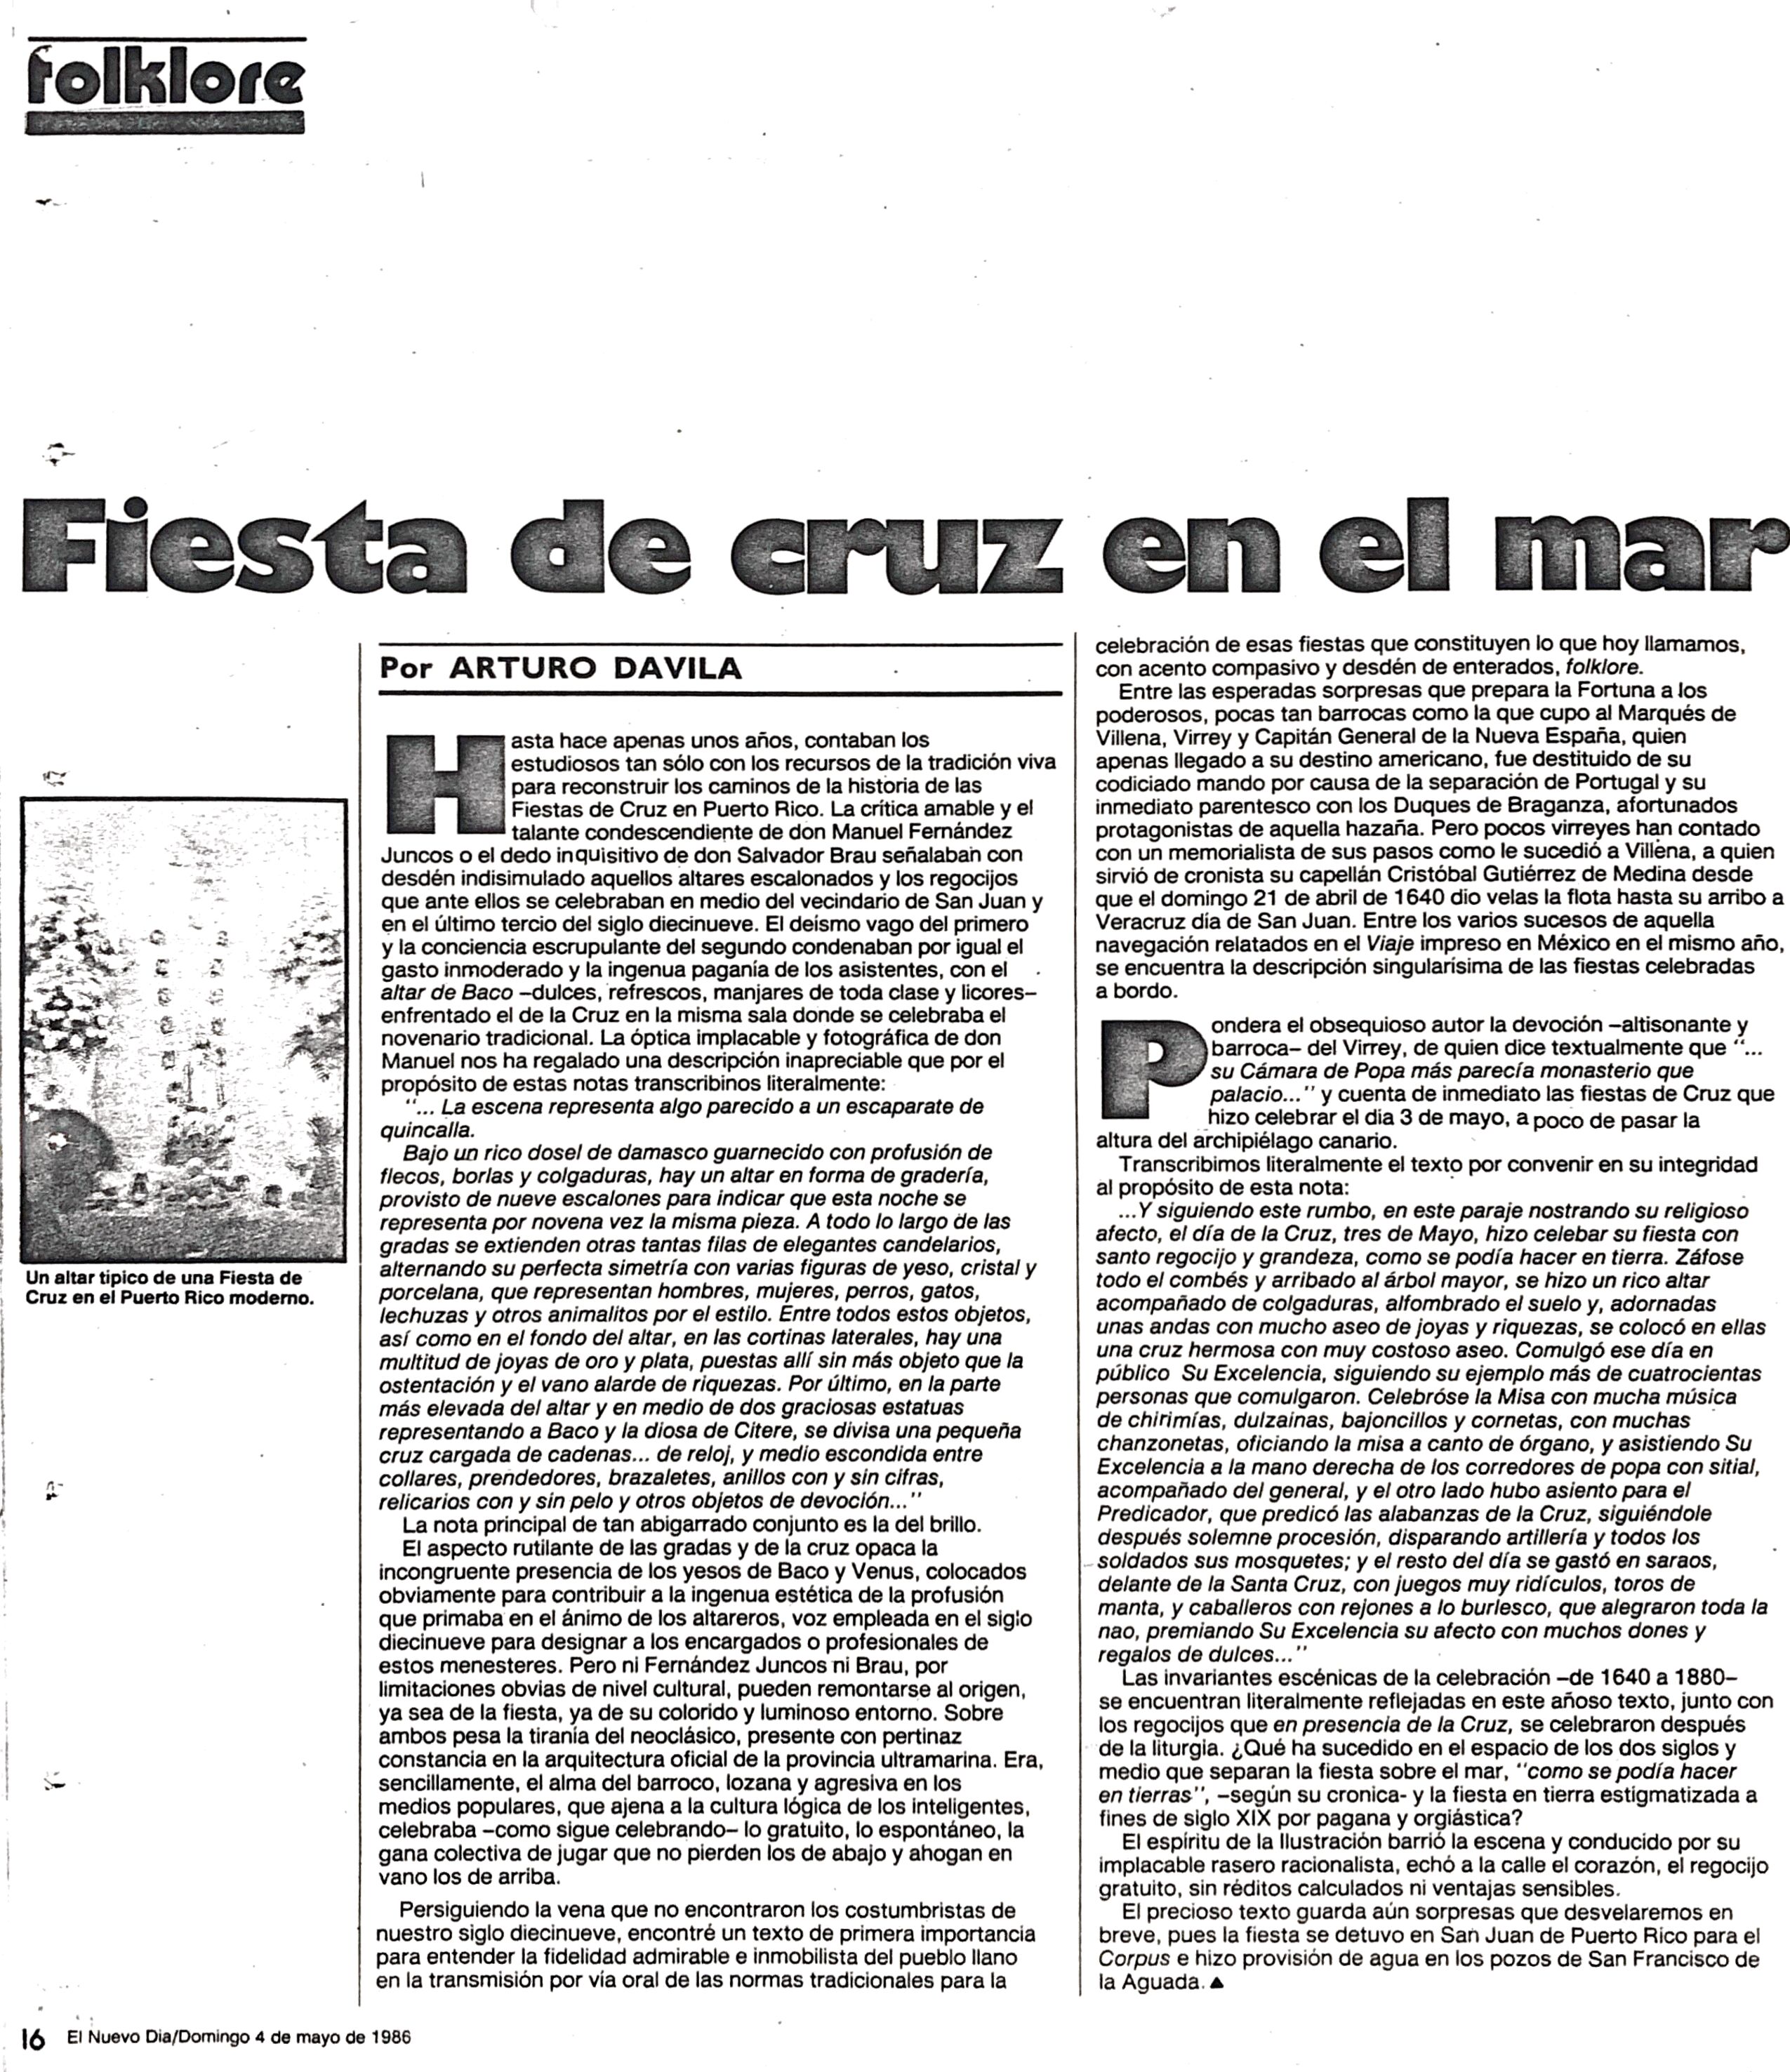 folklore
Fiesta de cruz en el mar
Por ARTURO DAVILA
Hasta hace apenas unos años, contaban los
estudiosos tan sólo con los recursos de la tradición viva
para reconstruir los caminos de la historia de las
Fiestas de Cruz en Puerto Rico. La crítica amable y el
talante condescendiente de don Manuel Fernández
Juncos o el dedo inquisitivo de don Salvador Brau señalaban con
desdén indisimulado aquellos altares escalonados y los regocijos
que ante ellos se celebraban en medio del vecindario de San Juan y
en el último tercio del siglo diecinueve. El deísmo vago del primero
y la conciencia escrupulante del segundo condenaban por igual el
gasto inmoderado y la ingenua paganía de los asistentes, con el
altar de Baco –dulces, refrescos, manjares de toda clase y licores–
enfrentado el de la Cruz en la misma sala donde se celebraba el
novenario tradicional. La óptica implacable y fotográfica de don
Manuel nos ha regalado una descripción inapreciable que por el
propósito de estas notas transcribinos literalmente:
“... La escena representa algo parecido a un escaparate de
quincalla.
Bajo un rico dosel de damasco guarnecido con profusión de
flecos, borlas y colgaduras, hay un altar en forma de gradería,
provisto de nueve escalones para indicar que esta noche se
representa por novena vez la misma pieza. A todo lo largo de las
gradas se extienden otras tantas filas de elegantes candelarios,
alternando su perfecta simetría con varias figuras de yeso, cristal y
porcelana, que representan hombres, mujeres, perros, gatos,
lechuzas y otros animalitos por el estilo. Entre todos estos objetos,
así como en el fondo del altar, en las cortinas laterales, hay una
multitud de joyas de oro y plata, puestas allí sin más objeto que la
ostentación y el vano alarde de riquezas. Por último, en la parte
más elevada del altar y en medio de dos graciosas estatuas
representando a Baco y la diosa de Citere, se divisa una pequeña
cruz cargada de cadenas... de reloj, y medio escondida entre
collares, prendedores, brazaletes, anillos con y sin cifras,
relicarios con y sin pelo y otros objetos de devoción...”
La nota principal de tan abigarrado conjunto es la del brillo.
El aspecto rutilante de las gradas y de la cruz opaca la
incongruente presencia de los yesos de Baco y Venus, colocados
obviamente para contribuir a la ingenua estética de la profusión
que primaba en el ánimo de los altareros, voz empleada en el siglo
diecinueve para designar a los encargados o profesionales de
estos menesteres. Pero ni Fernández Juncos ni Brau, por
limitaciones obvias de nivel cultural, pueden remontarse al origen,
ya sea de la fiesta, ya de su colorido y luminoso entorno. Sobre
ambos pesa la tiranía del neoclásico, presente con pertinaz
constancia en la arquitectura oficial de la provincia ultramarina. Era,
sencillamente, el alma del barroco, lozana y agresiva en los
medios populares, que ajena a la cultura lógica de los inteligentes,
celebraba –como sigue celebrando– lo gratuito, lo espontáneo, la
gana colectiva de jugar que no pierden los de abajo y ahogan en
vano los de arriba.
Persiguiendo la vena que no encontraron los costumbristas de
nuestro siglo diecinueve, encontré un texto de primera importancia
para entender la fidelidad admirable e inmobilista del pueblo llano
en la transmisión por vía oral de las normas tradicionales para la
celebración de esas fiestas que constituyen lo que hoy llamamos,
con acento compasivo y desdén de enterados, folklore.
Entre las esperadas sorpresas que prepara la Fortuna a los
poderosos, pocas tan barrocas como la que cupo al Marqués de
Villena, Virrey y Capitán General de la Nueva España, quien
apenas llegado a su destino americano, fue destituido de su
codiciado mando por causa de la separación de Portugal y su
inmediato parentesco con los Duques de Braganza, afortunados
protagonistas de aquella hazaña. Pero pocos virreyes han contado
con un memorialista de sus pasos como le sucedió a Villena, a quien
sirvió de cronista su capellán Cristóbal Gutiérrez de Medina desde
que el domingo 21 de abril de 1640 dio velas la flota hasta su arribo a
Veracruz día de San Juan. Entre los varios sucesos de aquella
navegación relatados en el Viaje impreso en México en el mismo año,
se encuentra la descripción singularísima de las fiestas celebradas
a bordo.
Pondera el obsequioso autor la devoción –altisonante y
barroca– del Virrey, de quien dice textualmente que “...
su Cámara de Popa más parecía monasterio que
palacio...” y cuenta de inmediato las fiestas de Cruz que
hizo celebrar el dia 3 de mayo, a poco de pasar la
altura del archipiélago canario.
Transcribimos literalmente el texto por convenir en su integridad
al propósito de esta nota:
...Y siguiendo este rumbo, en este paraje nostrando su religioso
afecto, el día de la Cruz, tres de Mayo, hizo celebar su fiesta con
santo regocijo y grandeza, como se podía hacer en tierra. Záfose
todo el combés y arribado al árbol mayor, se hizo un rico altar
acompañado de colgaduras, alfombrado el suelo y, adornadas
unas andas con mucho aseo de joyas y riquezas, se colocó en ellas
una cruz hermosa con muy costoso aseo. Comulgó ese día en
público Su Excelencia, siguiendo su ejemplo más de cuatrocientas
personas que comulgaron. Celebróse la Misa con mucha música
de chirimías, dulzainas, bajoncillos y cornetas, con muchas
chanzonetas, oficiando la misa a canto de órgano, y asistiendo Su
Excelencia a la mano derecha de los corredores de popa con sitial,
acompañado del general, y el otro lado hubo asiento para el
Predicador, que predicó las alabanzas de la Cruz, siguiéndole
después solemne procesión, disparando artillería y todos los
soldados sus mosquetes; y el resto del día se gastó en saraos,
delante de la Santa Cruz, con juegos muy ridículos, toros de
manta, y caballeros con rejones a lo burlesco, que alegraron toda la
nao, premiando Su Excelencia su afecto con muchos dones y
regalos de dulces...”
Las invariantes escénicas de la celebración –de 1640 a 1880–
se encuentran literalmente reflejadas en este añoso texto, junto con
los regocijos que en presencia de la Cruz, se celebraron después
de la liturgia. ¿Qué ha sucedido en el espacio de los dos siglos y
medio que separan la fiesta sobre el mar, “como se podía hacer
en tierras”, –según su cronica- y la fiesta en tierra estigmatizada a
fines de siglo XIX por pagana y orgiástica?
El espíritu de la Ilustración barrió la escena y conducido por su
implacable rasero racionalista, echó a la calle el corazón, el regocijo
gratuito, sin réditos calculados ni ventajas sensibles.
El precioso texto guarda aún sorpresas que desvelaremos en
breve, pues la fiesta se detuvo en San Juan de Puerto Rico para el
Corpus e hizo provisión de agua en los pozos de San Francisco de
la Aguada.
Un altar tipico de una Fiesta de
Cruz en el Puerto Rico moderno.
16 El Nuevo Dia/Domingo 4 de mayo de 1986